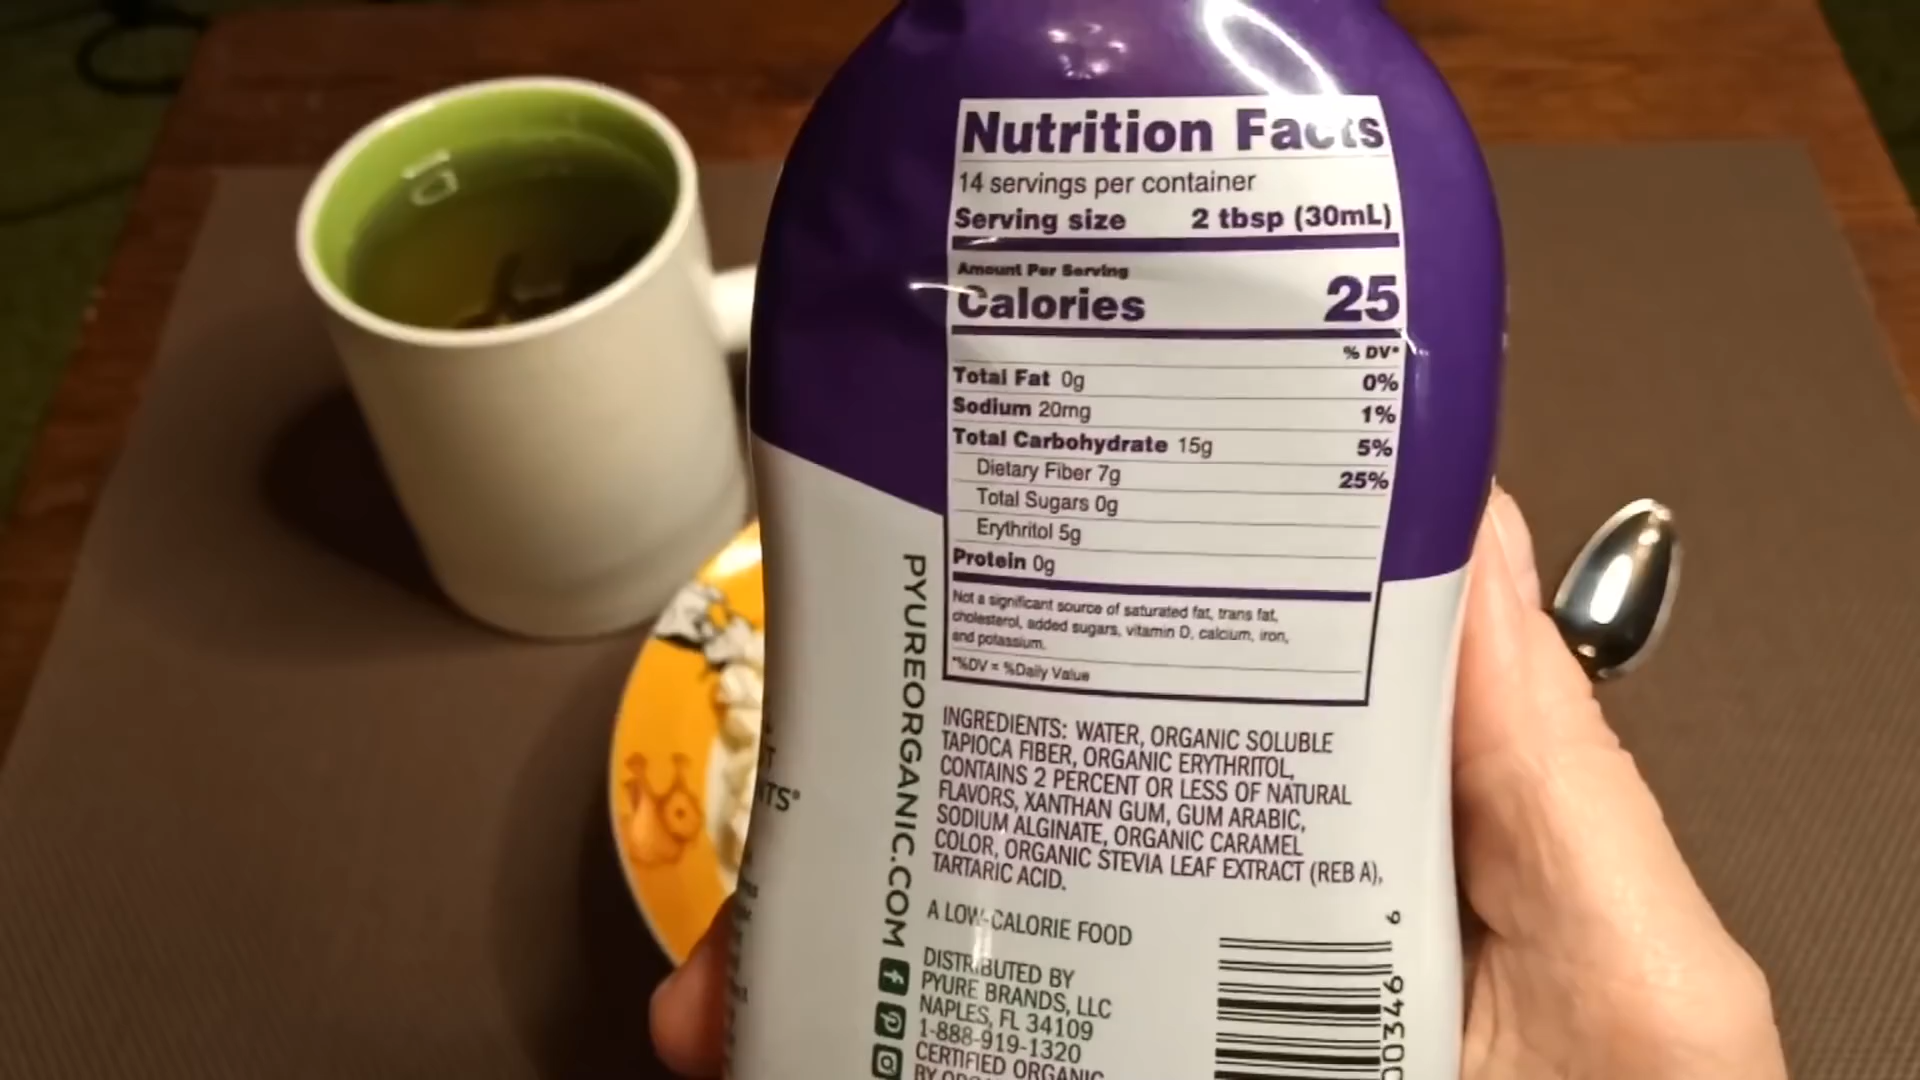 Nutrition Facts
14 servings per container
Serving size 2 tbsp (30mL)
Amount Per Serving
Calories 25
% DV*
Total Fat 0g 0%
Sodium 20mg 1%
Total Carbohydrate 15g 5%
Dietary Fiber 7g 25%
Total Sugars 0g
Erythritol 5g
Protein 0g
Not a significant source of saturated fat, trans fat,
cholesterol, added sugars, vitamin D, calcium, iron,
and potassium.
*%DV = %Daily Value
INGREDIENTS: WATER, ORGANIC SOLUBLE
TAPIOCA FIBER, ORGANIC ERYTHRITOL,
CONTAINS 2 PERCENT OR LESS OF NATURAL
FLAVORS, XANTHAN GUM, GUM ARABIC,
SODIUM ALGINATE, ORGANIC CARAMEL
COLOR, ORGANIC STEVIA LEAF EXTRACT (REB A),
TARTARIC ACID.
A LOW-CALORIE FOOD
DISTRIBUTED BY
PYURE BRANDS, LLC
NAPLES, FL 34109
1-888-919-1320
CERTIFIED ORGANIC
PYUREORGANIC.COM
00346 6